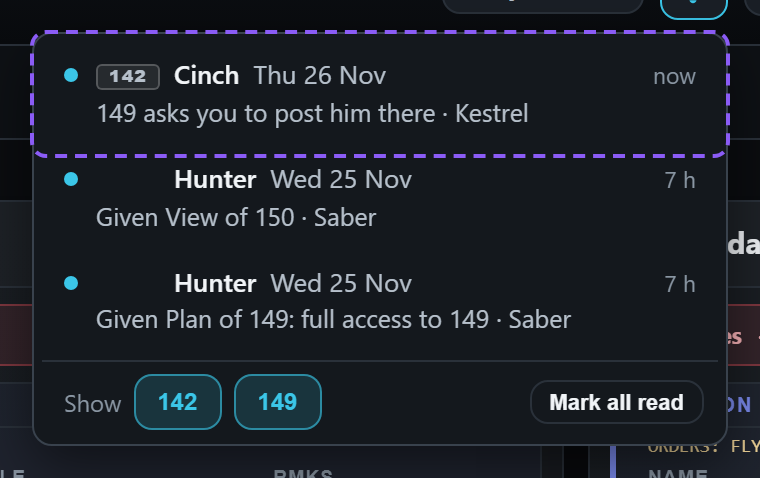 142 Cinch Thu 26 Nov now
149 asks you to post him there · Kestrel
Hunter Wed 25 Nov 7 h
Given View of 150 · Saber
Hunter Wed 25 Nov 7 h
Given Plan of 149: full access to 149 · Saber
Show 142 149 Mark all read
ORDERS: FLY
RMKS
NAME